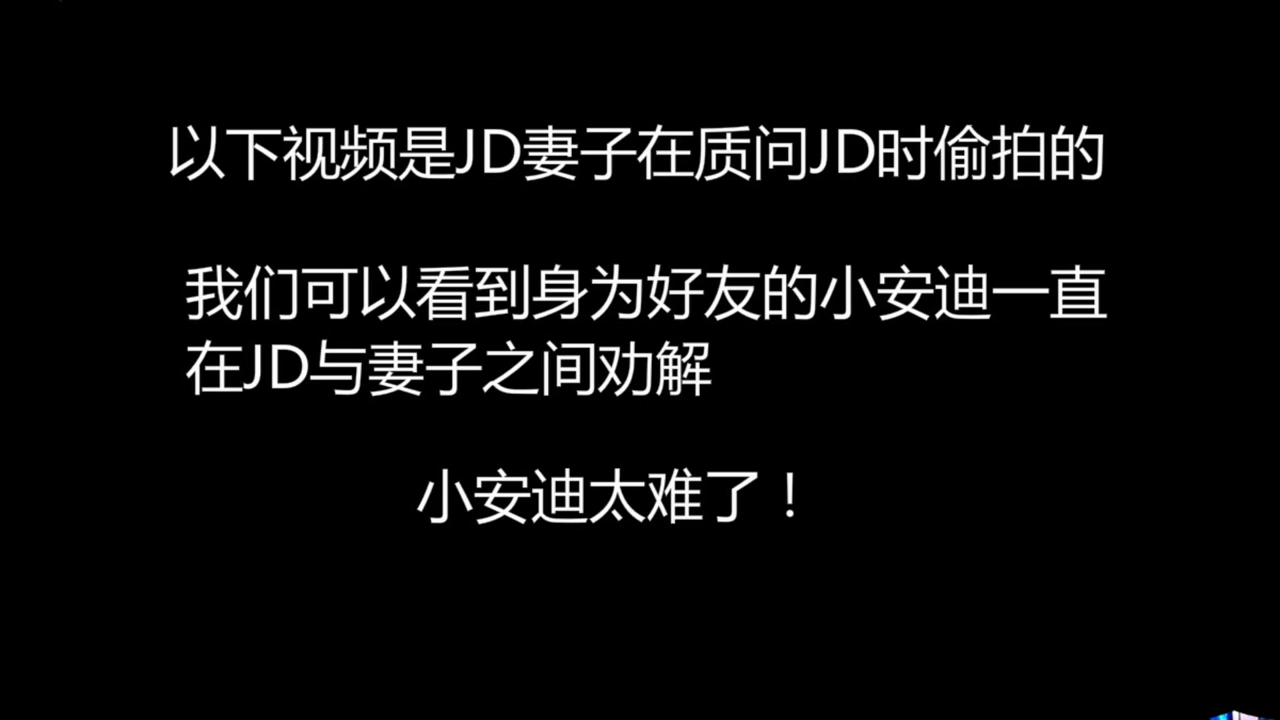 以下视频是JD妻子在质问JD时偷拍的
我们可以看到身为好友的小安迪一直
在JD与妻子之间劝解
小安迪太难了！